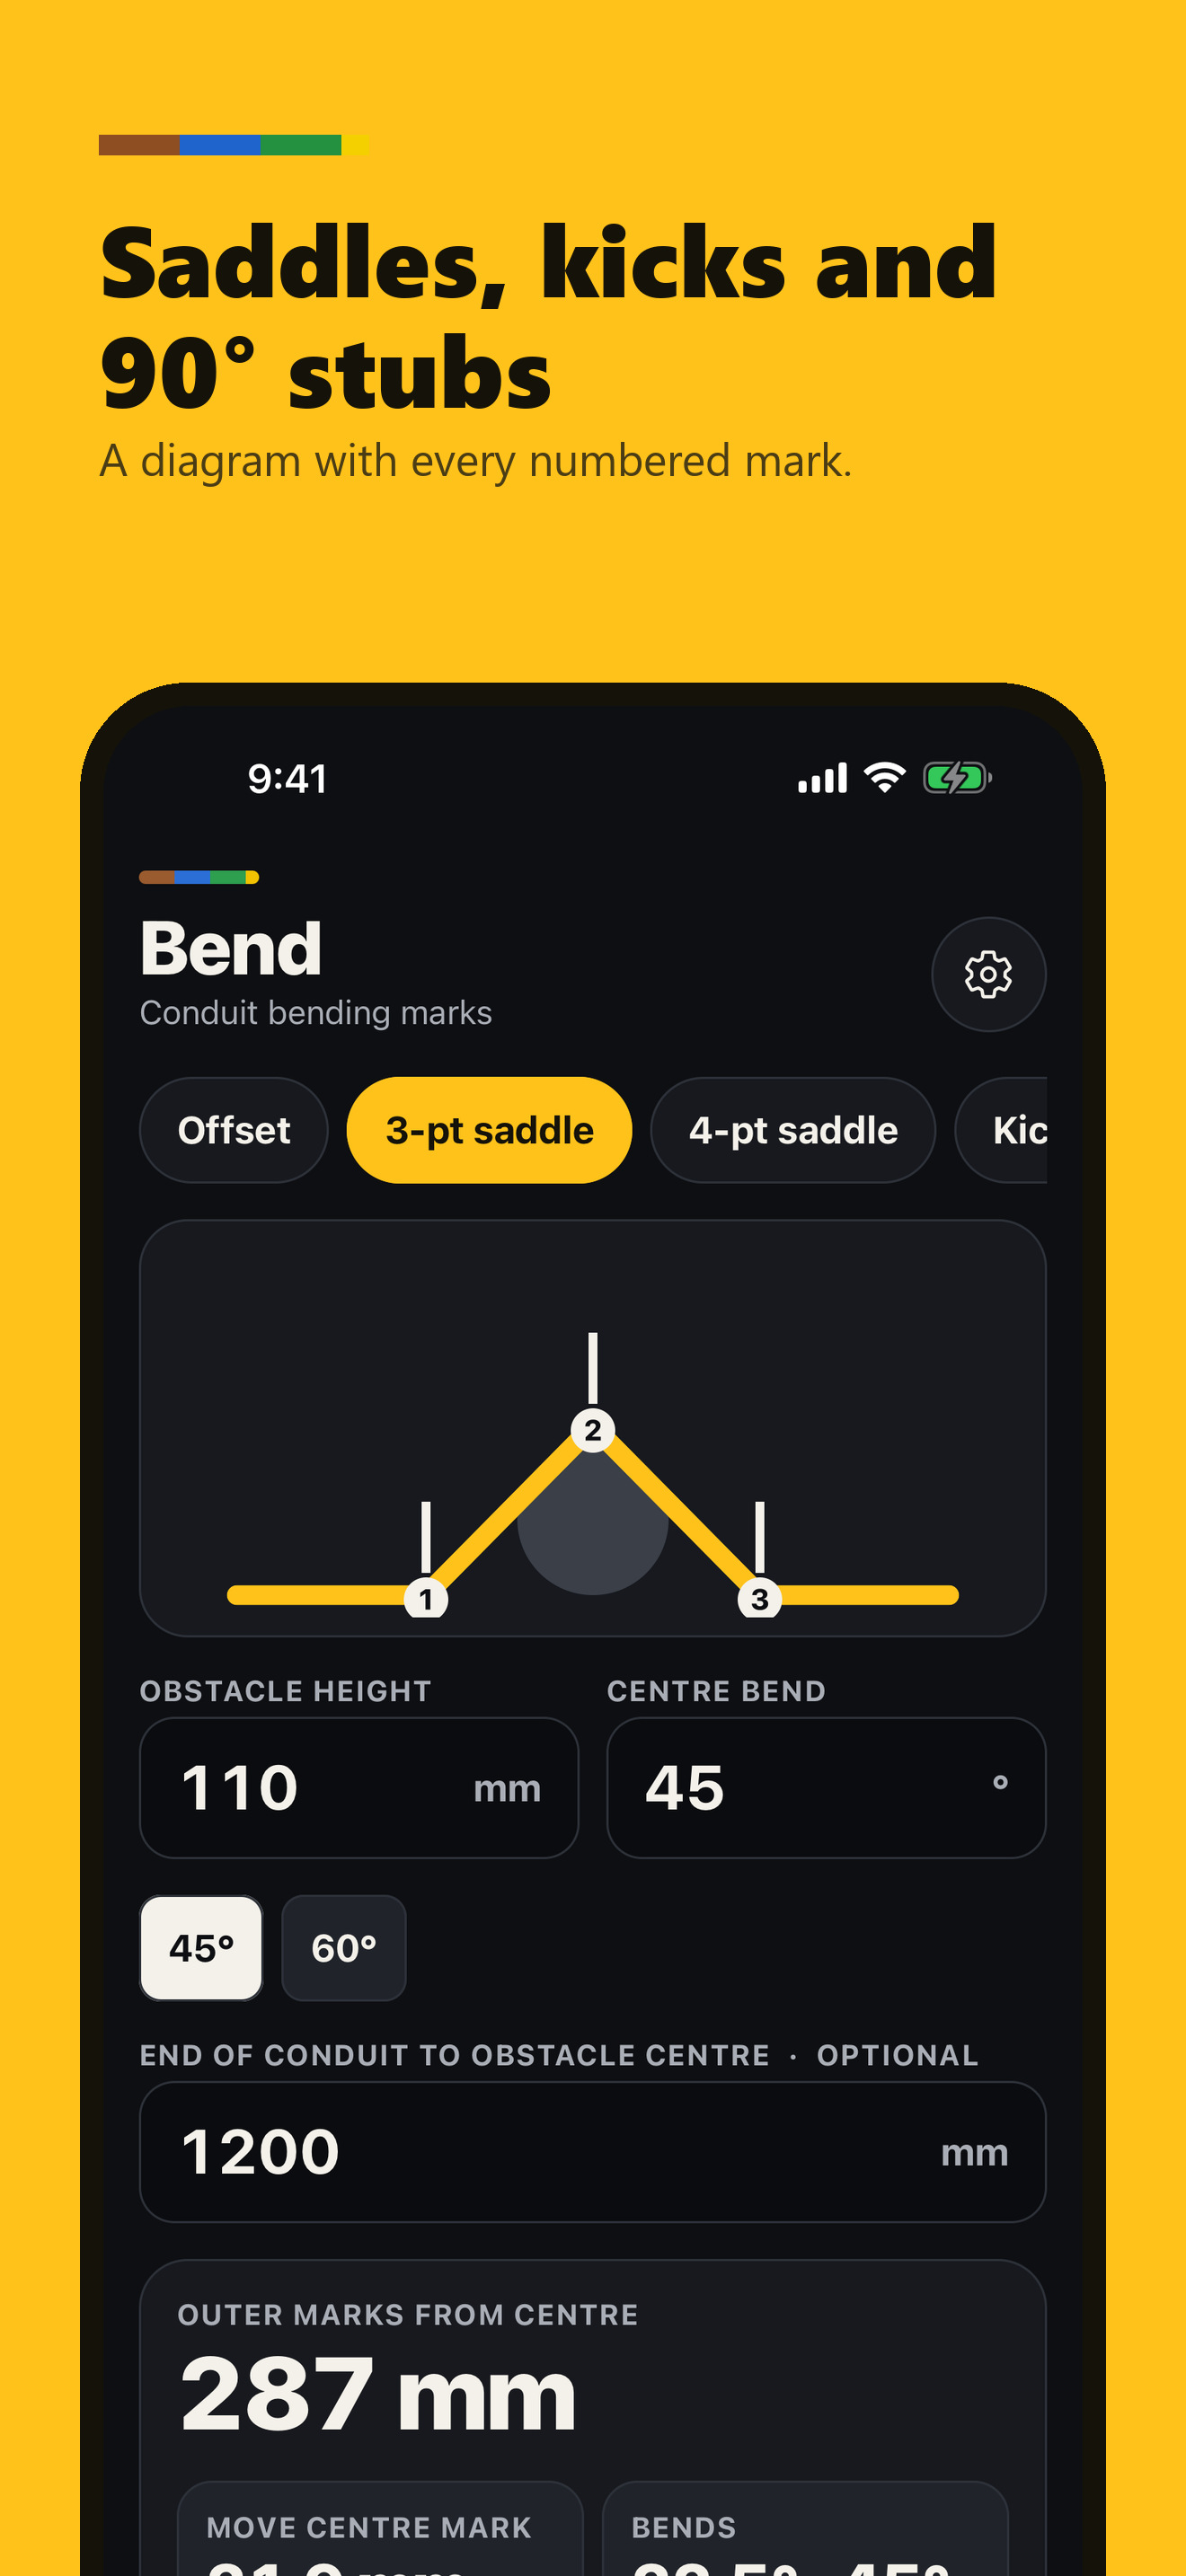 Saddles, kicks and
90° stubs
A diagram with every numbered mark.
9:41
Bend
Conduit bending marks
Offset
3-pt saddle
4-pt saddle
Kic
2
1
3
OBSTACLE HEIGHT
CENTRE BEND
110 mm
45 °
45°
60°
END OF CONDUIT TO OBSTACLE CENTRE · OPTIONAL
1200 mm
OUTER MARKS FROM CENTRE
287 mm
MOVE CENTRE MARK
BENDS